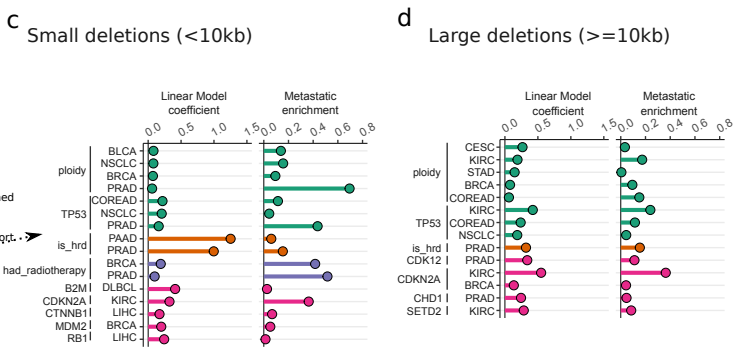 c
Small deletions (<10kb)
Linear Model
coefficient
Metastatic
enrichment
0.0 0.5 1.0 1.5
0.0 0.2 0.4 0.6 0.8
ploidy
BLCA
NSCLC
BRCA
PRAD
TP53
COREAD
NSCLC
PRAD
is_hrd
PAAD
PRAD
had_radiotherapy
BRCA
PRAD
B2M DLBCL
CDKN2A KIRC
CTNNB1 LIHC
MDM2 BRCA
RB1 LIHC
ned
ort.
d
Large deletions (>=10kb)
Linear Model
coefficient
Metastatic
enrichment
0.0 0.5 1.0 1.5
0.0 0.2 0.4 0.6 0.8
ploidy
CESC
KIRC
STAD
BRCA
COREAD
TP53
KIRC
COREAD
NSCLC
is_hrd PRAD
CDK12 PRAD
CDKN2A
KIRC
BRCA
CHD1 PRAD
SETD2 KIRC